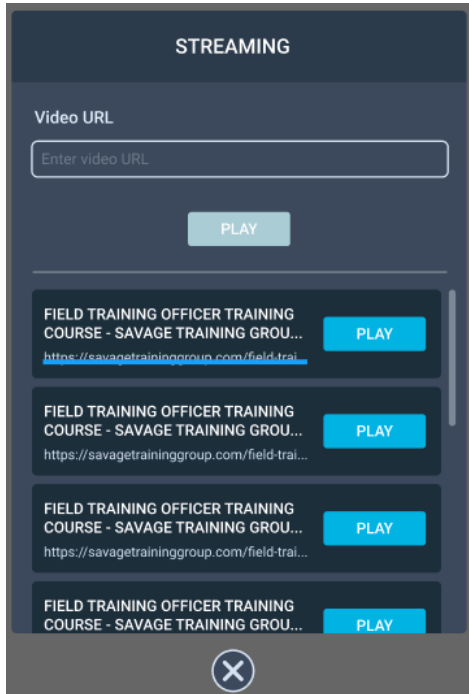 STREAMING
Video URL
Enter video URL
PLAY
FIELD TRAINING OFFICER TRAINING
COURSE - SAVAGE TRAINING GROU...
PLAY
https://savagetraininggroup.com/field-trai...
FIELD TRAINING OFFICER TRAINING
COURSE - SAVAGE TRAINING GROU...
PLAY
https://savagetraininggroup.com/field-trai...
FIELD TRAINING OFFICER TRAINING
COURSE - SAVAGE TRAINING GROU...
PLAY
https://savagetraininggroup.com/field-trai...
FIELD TRAINING OFFICER TRAINING
COURSE - SAVAGE TRAINING GROU...
PLAY